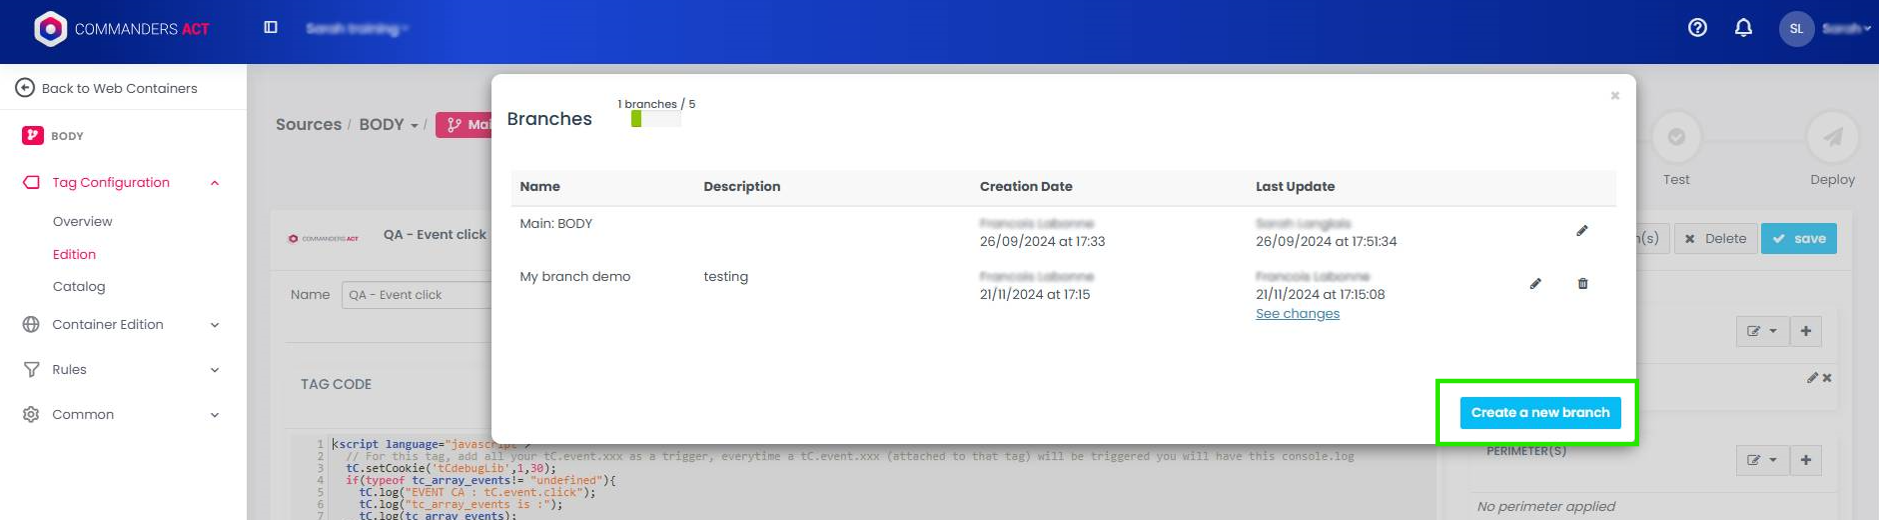 COMMANDERS ACT
SL
Back to Web Containers
BODY
Tag Configuration
Overview
Edition
Catalog
Container Edition
Rules
Common
Sources / BODY /
Test
Deploy
COMMANDERS ACT QA - Event click
Delete
save
Name QA - Event click
TAG CODE
Branches
1 branches / 5
Name Description Creation Date Last Update
Main: BODY
26/09/2024 at 17:33 26/09/2024 at 17:51:34
My branch demo testing
21/11/2024 at 17:15 21/11/2024 at 17:15:08
See changes
Create a new branch
1 <script language="javascript">
2 // For this tag, add all your tC.event.xxx as a trigger, everytime a tC.event.xxx (attached to that tag) will be triggered you will have this console.log
3 tC.setCookie('tCdebugLib',1,30);
4 if(typeof tc_array_events!= "undefined"){
5 tC.log("EVENT CA : tC.event.click");
6 tC.log("tc_array_events is :");
7 tC.log(tc_array_events);
PERIMETER(S)
No perimeter applied